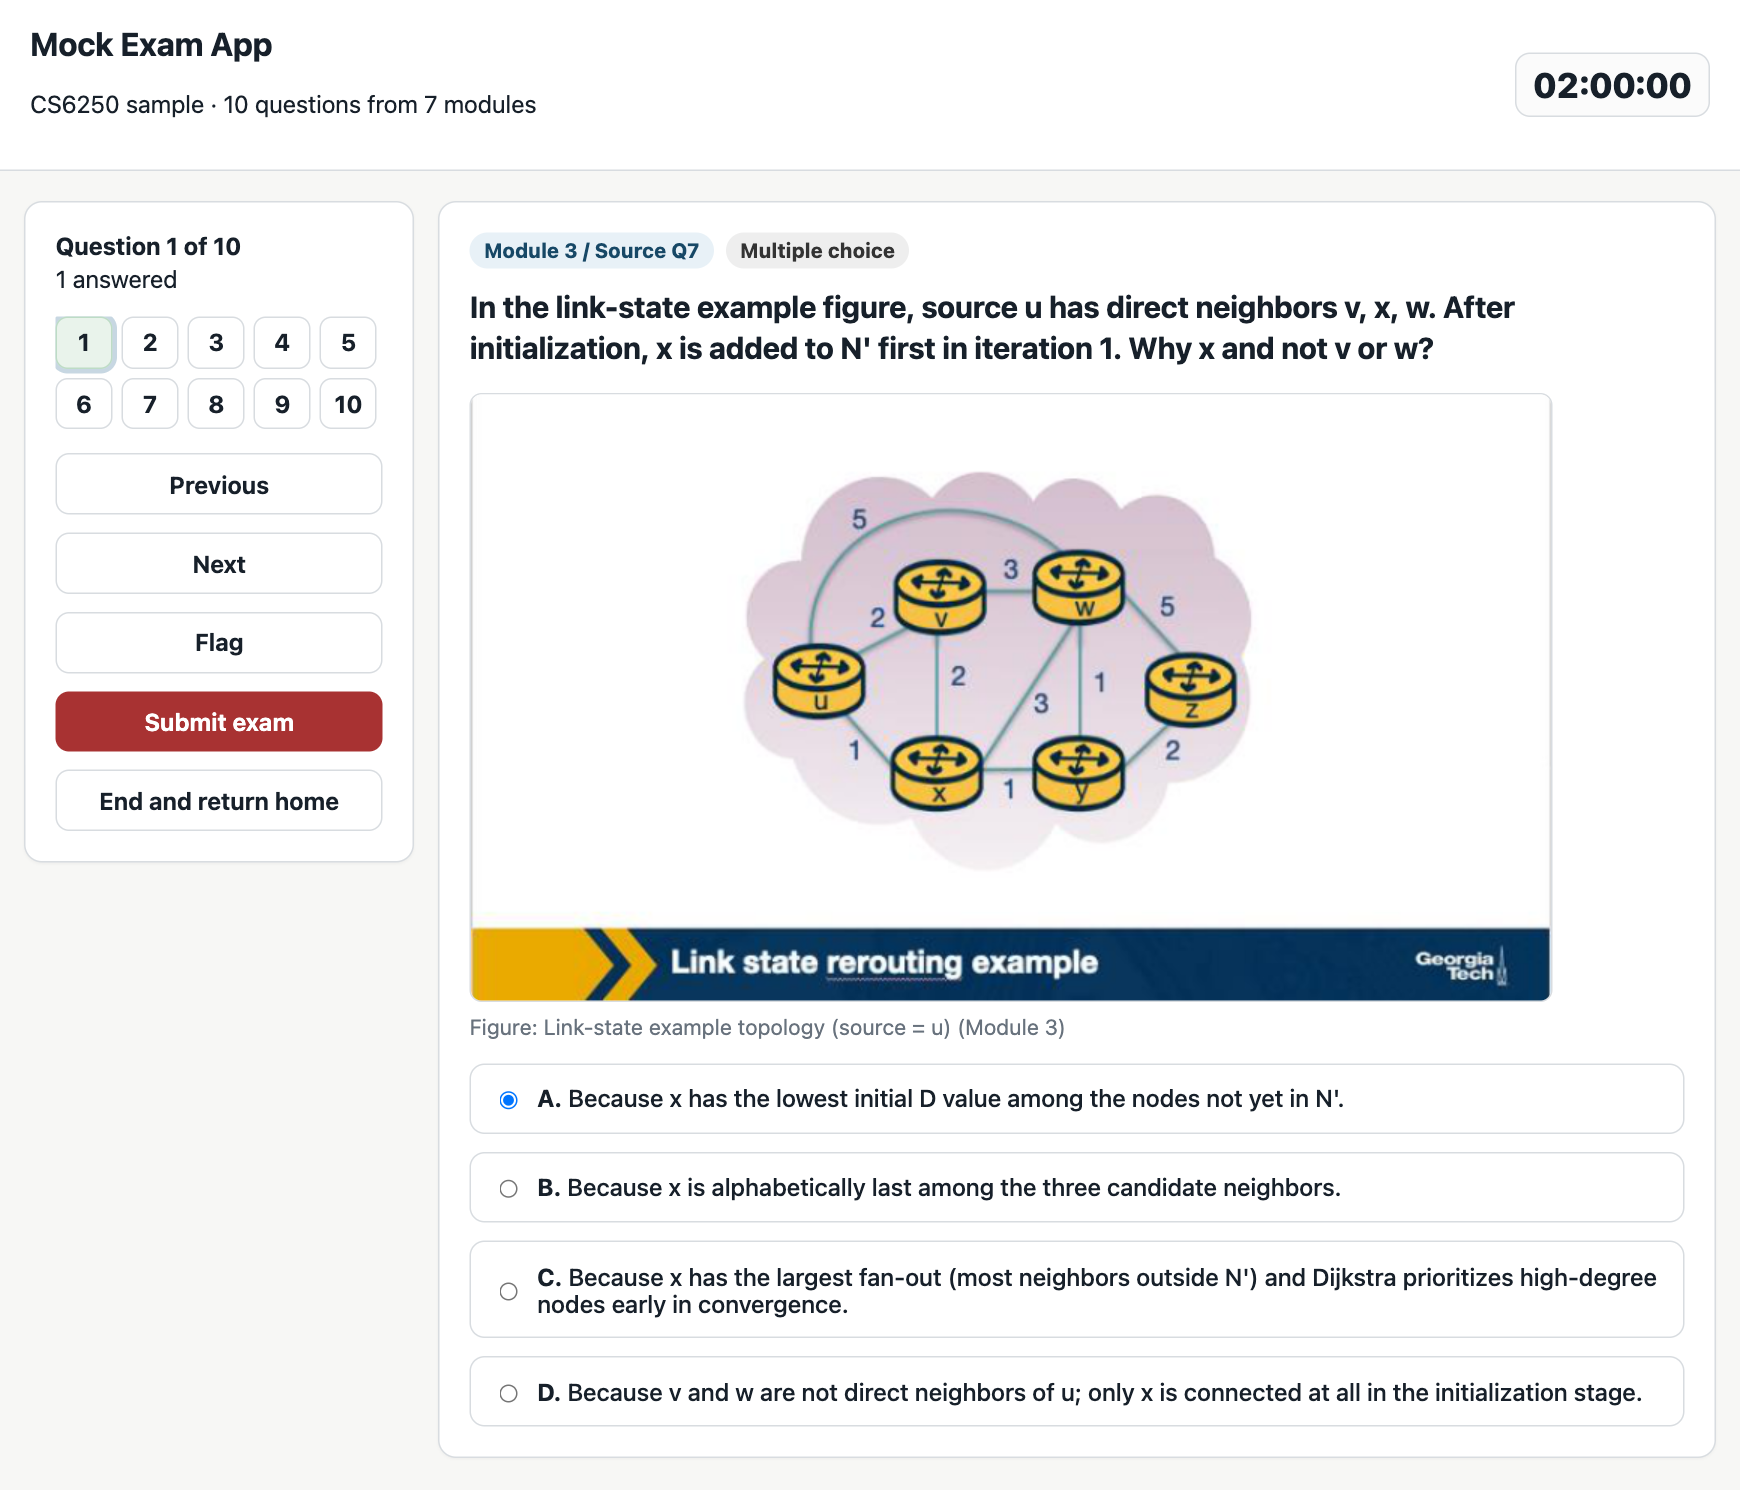 Mock Exam App
CS6250 sample · 10 questions from 7 modules
02:00:00
Question 1 of 10
1 answered
1 2 3 4 5
6 7 8 9 10
Previous
Next
Flag
Submit exam
End and return home
Module 3 / Source Q7 Multiple choice
In the link-state example figure, source u has direct neighbors v, x, w. After
initialization, x is added to N' first in iteration 1. Why x and not v or w?
5
3
5
2
v
w
2
1
3
u
z
1
2
1
x
y
Link state rerouting example
Georgia
Tech
Figure: Link-state example topology (source = u) (Module 3)
A. Because x has the lowest initial D value among the nodes not yet in N'.
B. Because x is alphabetically last among the three candidate neighbors.
C. Because x has the largest fan-out (most neighbors outside N') and Dijkstra prioritizes high-degree
nodes early in convergence.
D. Because v and w are not direct neighbors of u; only x is connected at all in the initialization stage.